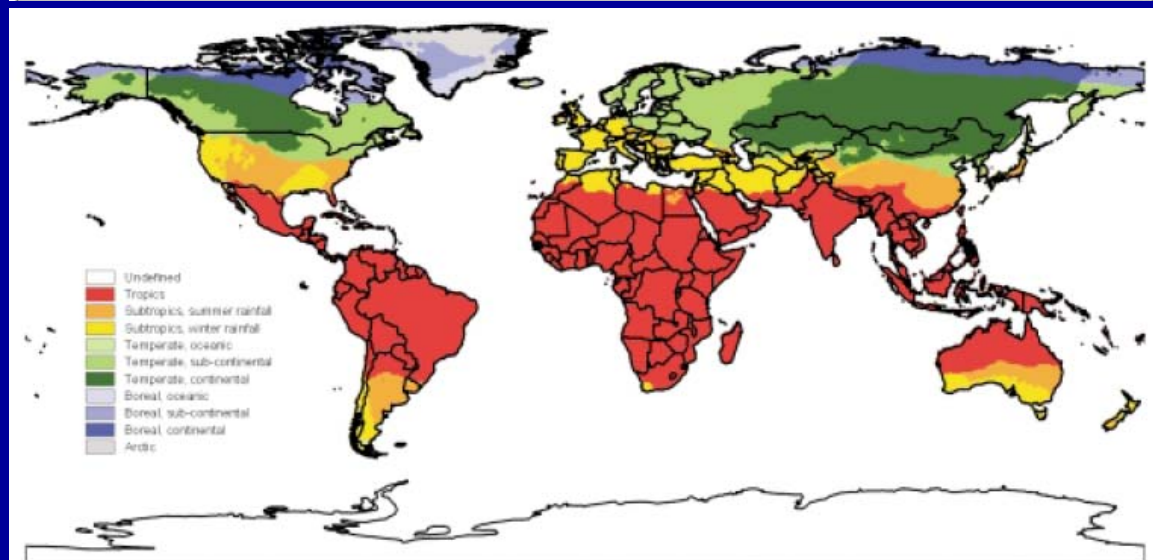 Undefined
Tropics
Subtropics, summer rainfall
Subtropics, winter rainfall
Temperate, oceanic
Temperate, sub-continental
Temperate, continental
Boreal, oceanic
Boreal, sub-continental
Boreal, continental
Arctic